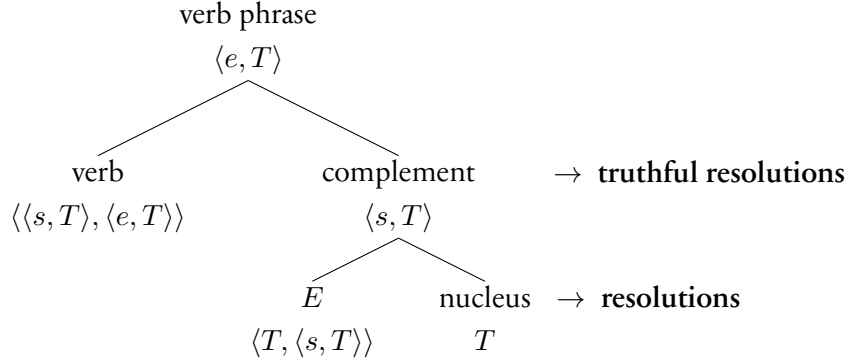 verb phrase
⟨e, T⟩
verb complement → truthful resolutions
⟨⟨s, T⟩, ⟨e, T⟩⟩ ⟨s, T⟩
E nucleus → resolutions
⟨T, ⟨s, T⟩⟩ T